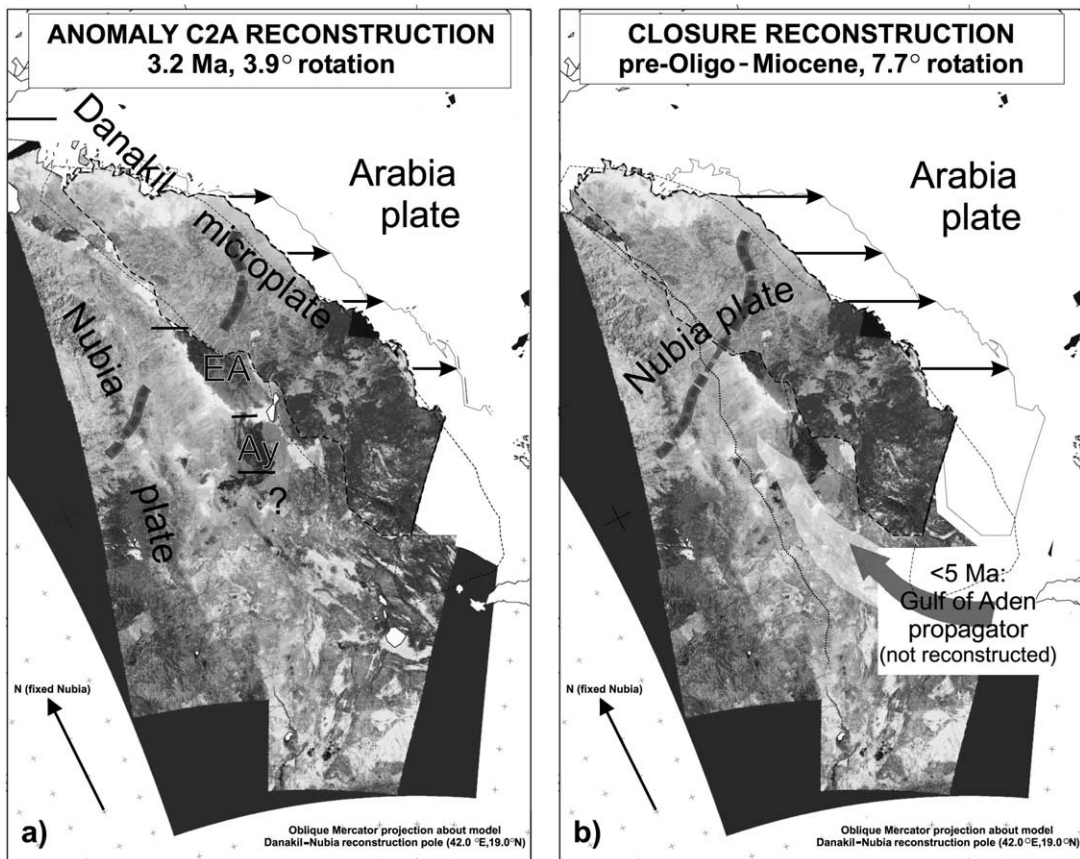 ANOMALY C2A RECONSTRUCTION
3.2 Ma, 3.9° rotation
Danakil
microplate
Arabia
plate
Nubia
plate
EA
Ay
?
N (fixed Nubia)
a)
Oblique Mercator projection about model
Danakil–Nubia reconstruction pole (42.0 °E,19.0°N)
CLOSURE RECONSTRUCTION
pre-Oligo-Miocene, 7.7° rotation
Arabia
plate
Nubia plate
<5 Ma:
Gulf of Aden
propagator
(not reconstructed)
N (fixed Nubia)
b)
Oblique Mercator projection about model
Danakil–Nubia reconstruction pole (42.0 °E,19.0°N)